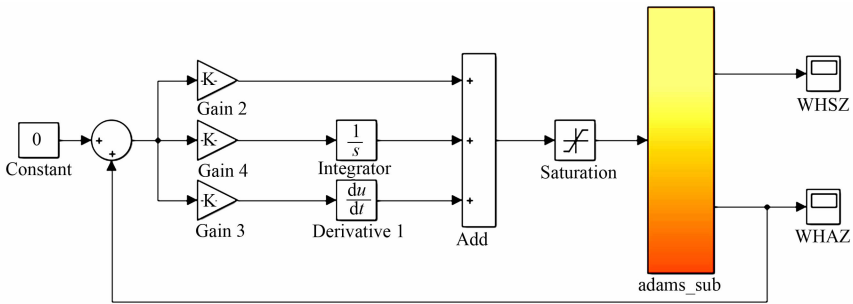 -K-
Gain 2
+
WHSZ
0
Constant
+
+
-K-
Gain 4
1
s
Integrator
+
Saturation
-K-
Gain 3
du
dt
Derivative 1
+
Add
adams_sub
WHAZ